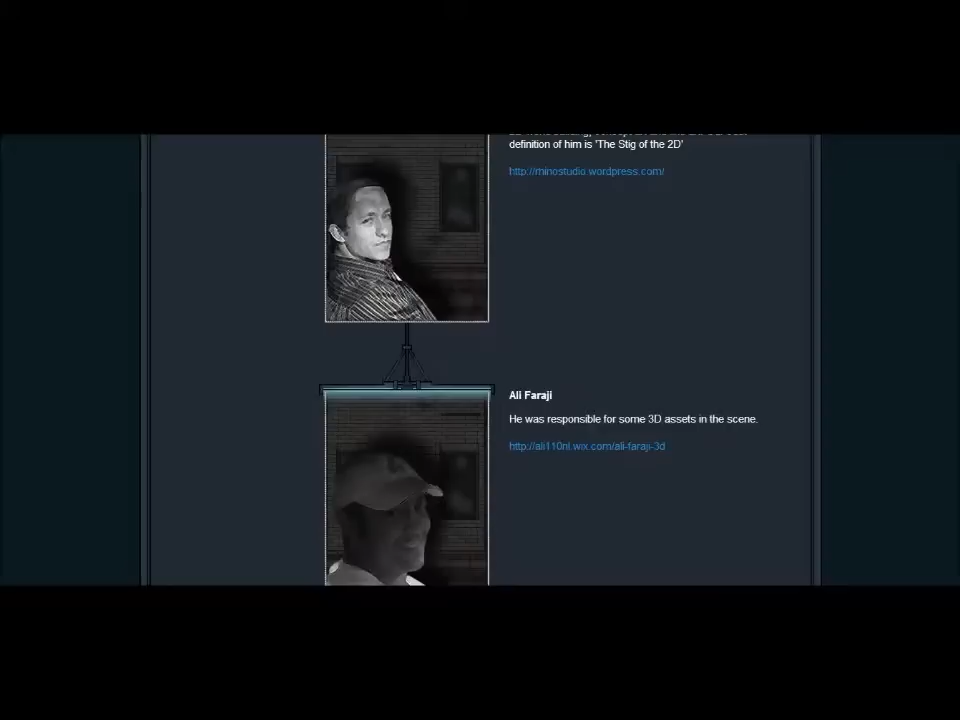 definition of him is 'The Stig of the 2D'
http://rhinostudio.wordpress.com/
Ali Faraji
He was responsible for some 3D assets in the scene.
http://ali110nl.wix.com/ali-faraji-3d